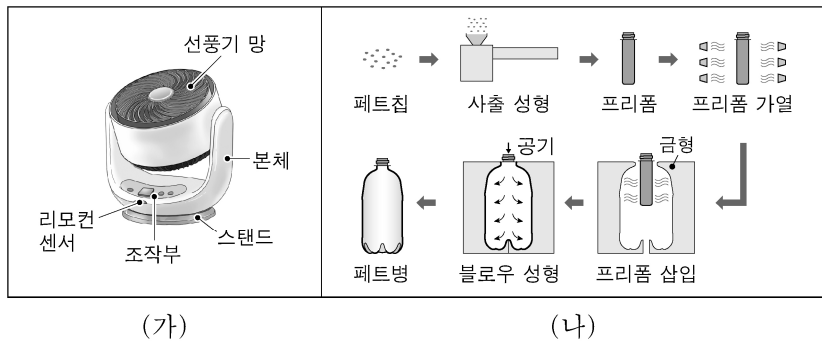 선풍기 망
본체
리모컨
센서
조작부
스탠드
(가)
페트칩
사출 성형
프리폼
프리폼 가열
금형
공기
페트병
블로우 성형
프리폼 삽입
(나)